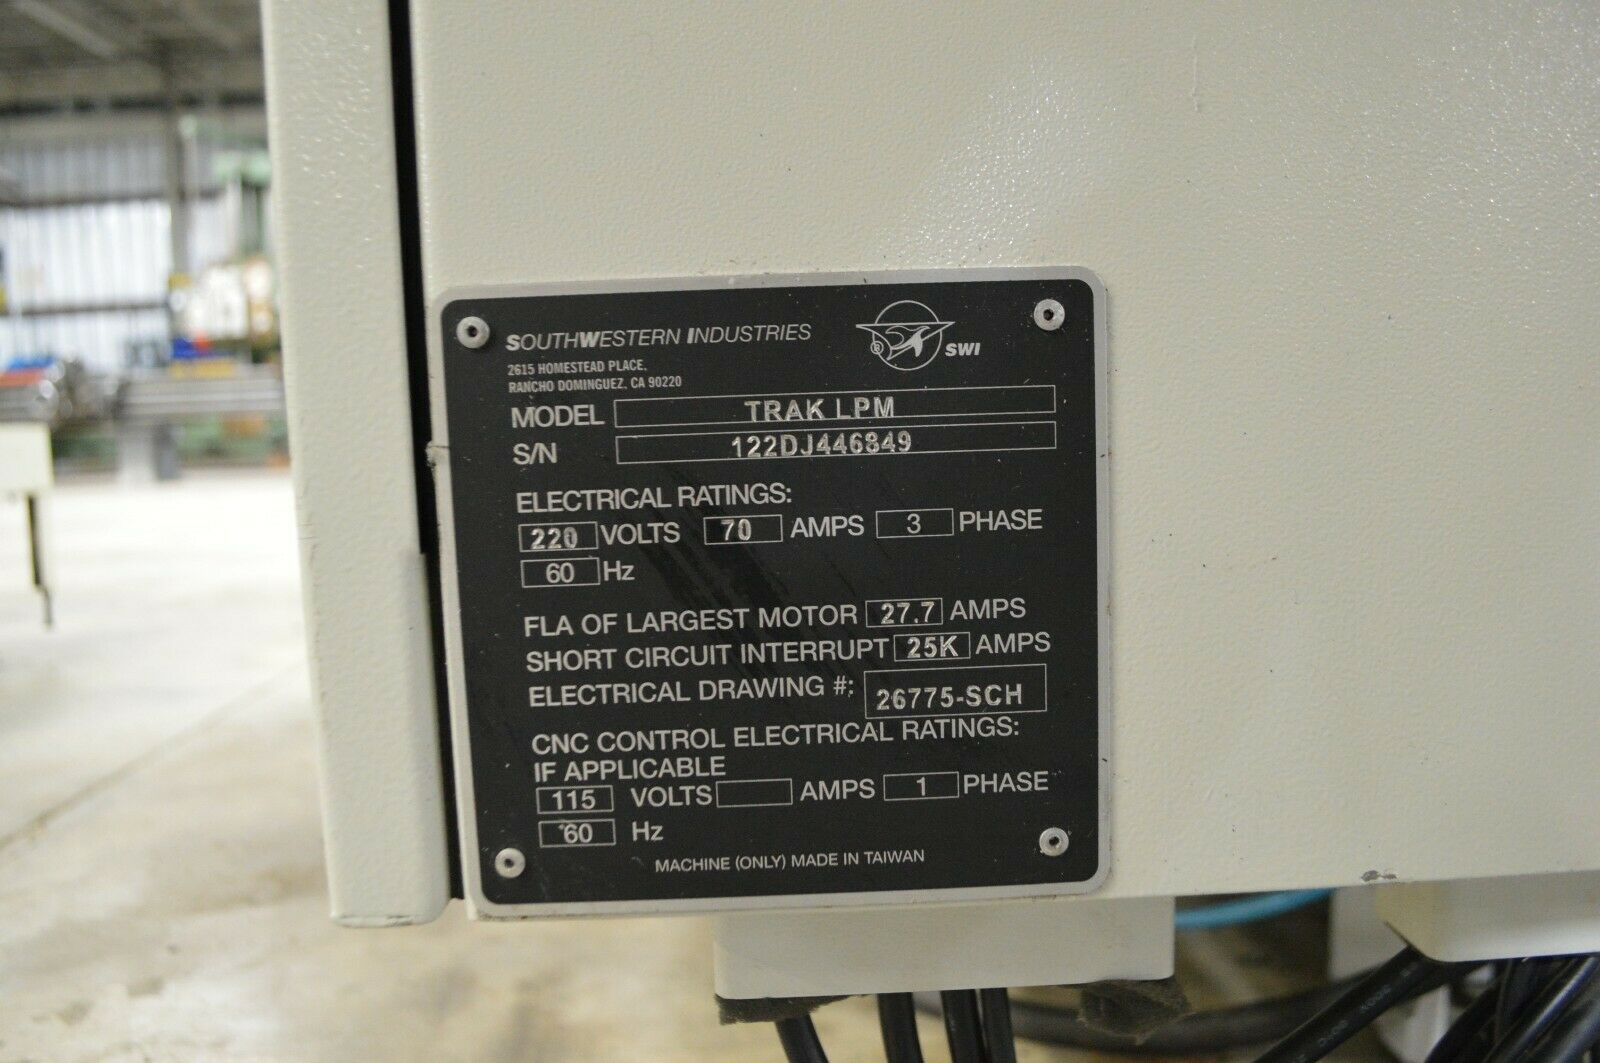 SOUTHWESTERN INDUSTRIES
® SWI
2615 HOMESTEAD PLACE,
RANCHO DOMINGUEZ, CA 90220
MODEL TRAK LPM
S/N 122DJ446849
ELECTRICAL RATINGS:
220 VOLTS 70 AMPS 3 PHASE
60 Hz
FLA OF LARGEST MOTOR 27.7 AMPS
SHORT CIRCUIT INTERRUPT 25K AMPS
ELECTRICAL DRAWING #: 26775-SCH
CNC CONTROL ELECTRICAL RATINGS:
IF APPLICABLE
115 VOLTS AMPS 1 PHASE
60 Hz
MACHINE (ONLY) MADE IN TAIWAN